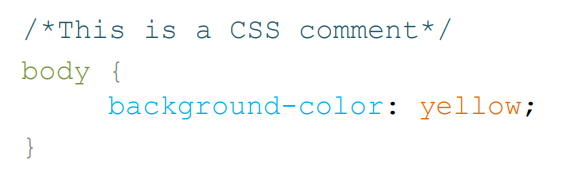 /*This is a CSS comment*/
body {
     background-color: yellow;
}